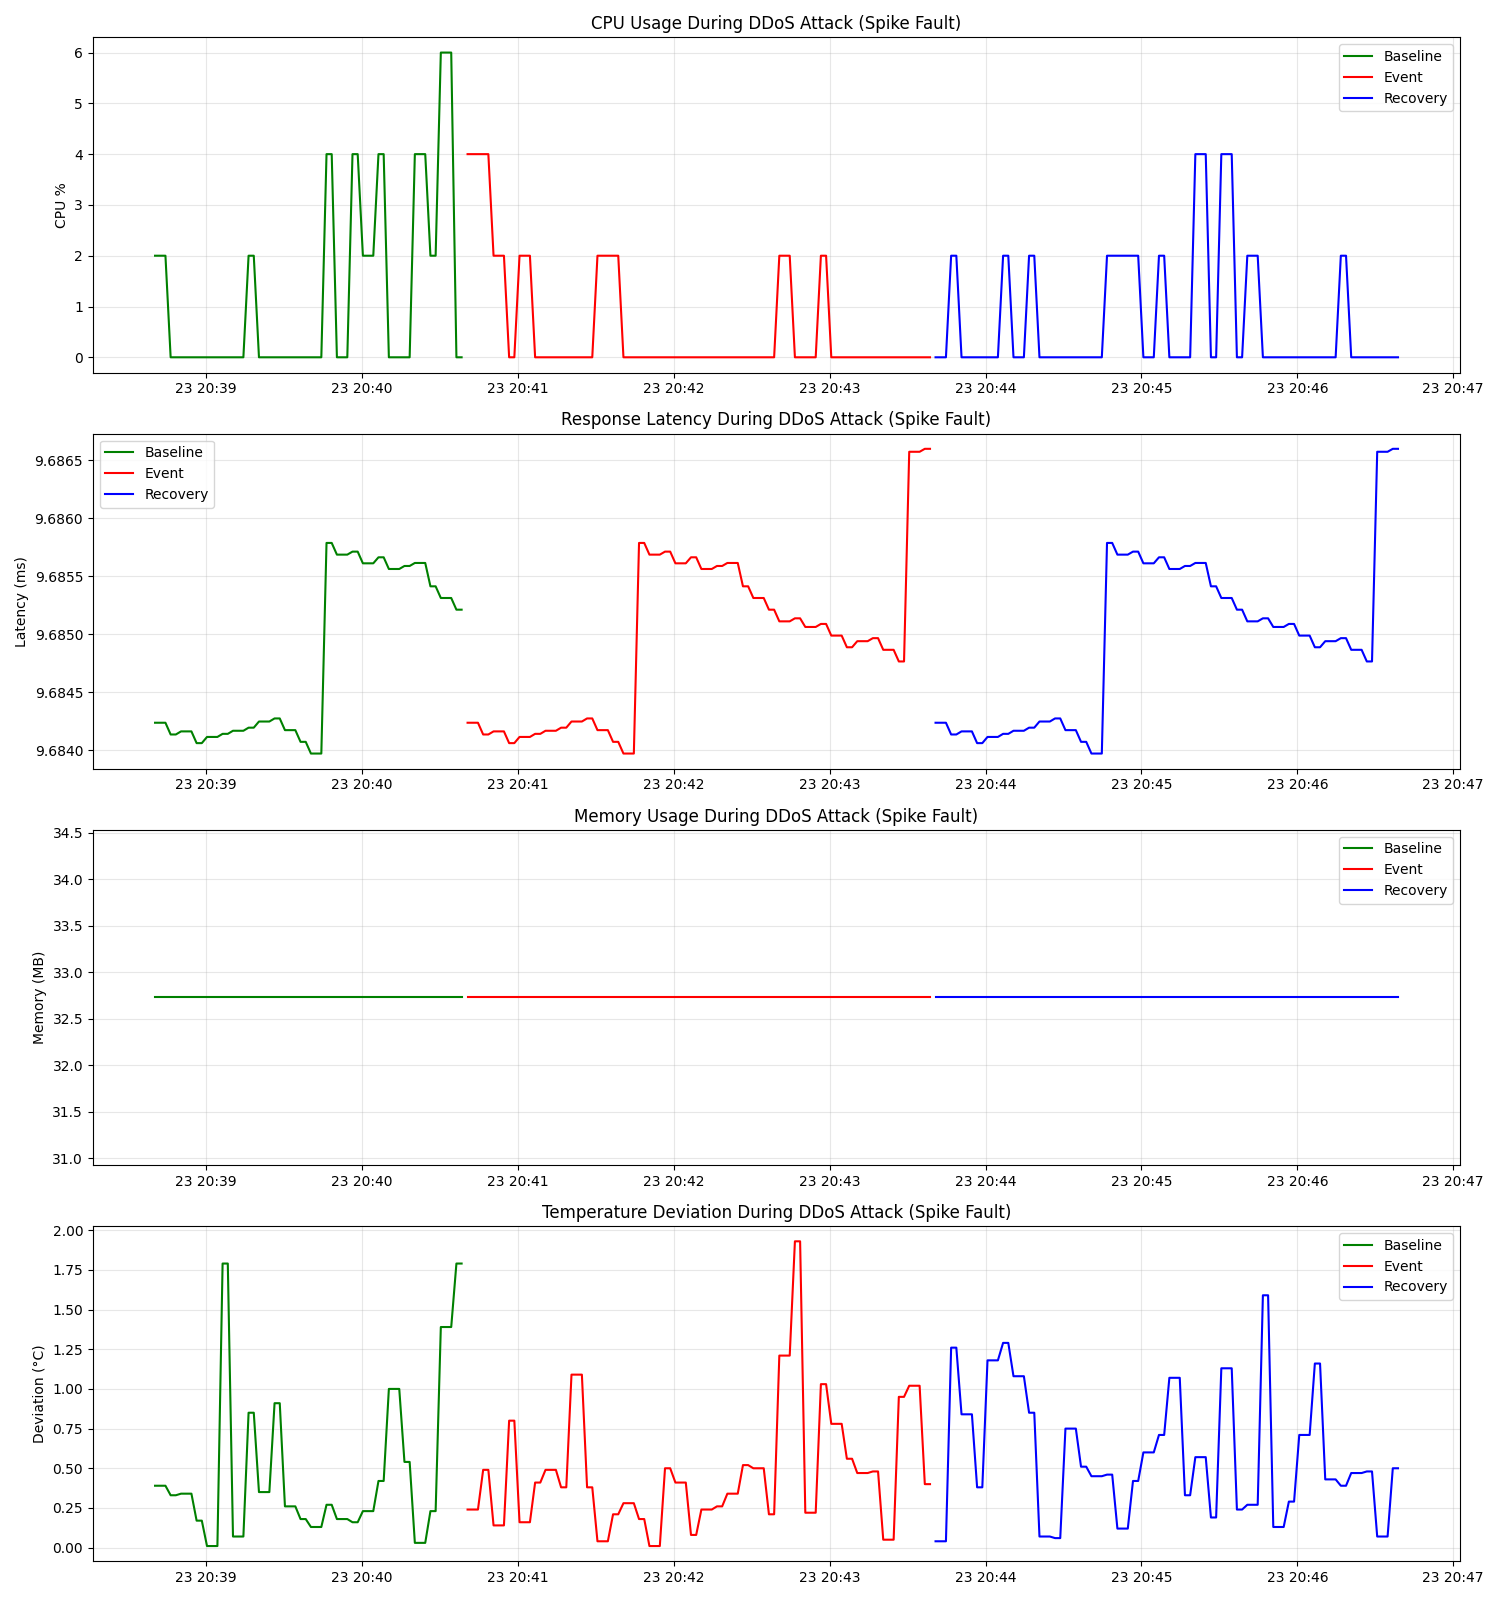 CPU Usage During DDoS Attack (Spike Fault)
CPU %
6
5
4
3
2
1
0
Baseline
Event
Recovery
23 20:39 23 20:40 23 20:41 23 20:42 23 20:43 23 20:44 23 20:45 23 20:46 23 20:47
Response Latency During DDoS Attack (Spike Fault)
Latency (ms)
9.6865
9.6860
9.6855
9.6850
9.6845
9.6840
Baseline
Event
Recovery
23 20:39 23 20:40 23 20:41 23 20:42 23 20:43 23 20:44 23 20:45 23 20:46 23 20:47
Memory Usage During DDoS Attack (Spike Fault)
Memory (MB)
34.5
34.0
33.5
33.0
32.5
32.0
31.5
31.0
Baseline
Event
Recovery
23 20:39 23 20:40 23 20:41 23 20:42 23 20:43 23 20:44 23 20:45 23 20:46 23 20:47
Temperature Deviation During DDoS Attack (Spike Fault)
Deviation (°C)
2.00
1.75
1.50
1.25
1.00
0.75
0.50
0.25
0.00
Baseline
Event
Recovery
23 20:39 23 20:40 23 20:41 23 20:42 23 20:43 23 20:44 23 20:45 23 20:46 23 20:47